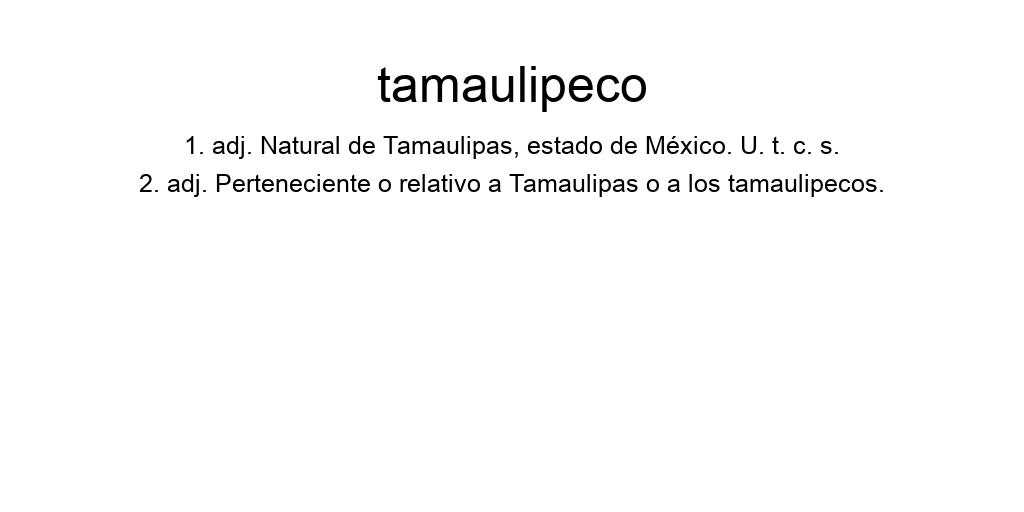 tamaulipeco
1. adj. Natural de Tamaulipas, estado de México. U. t. c. s.
2. adj. Perteneciente o relativo a Tamaulipas o a los tamaulipecos.